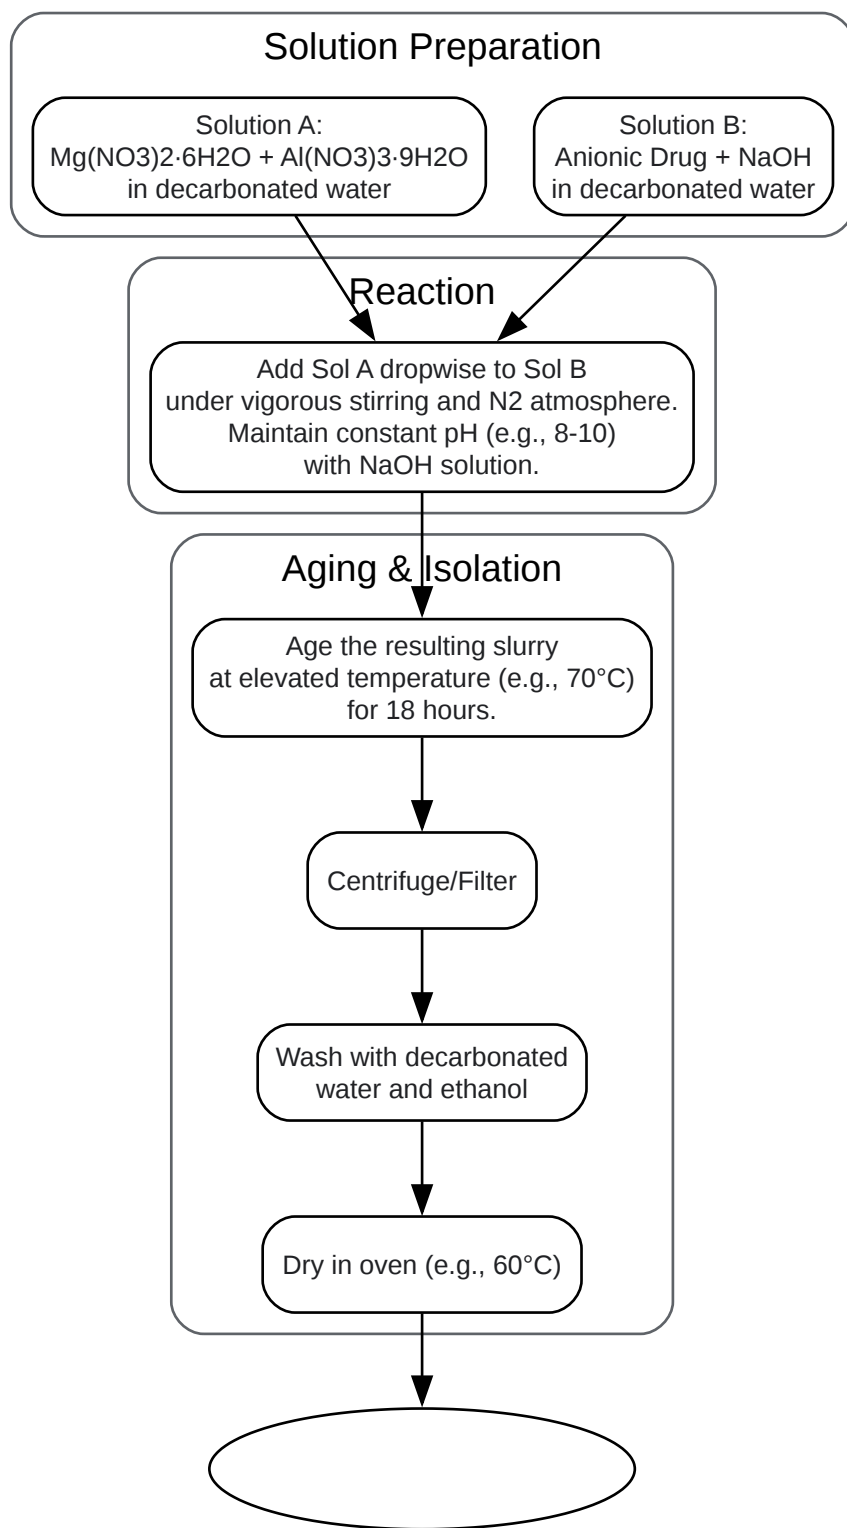 Solution Preparation
Solution A:
Mg(NO3)2·6H2O + Al(NO3)3·9H2O
in decarbonated water
Solution B:
Anionic Drug + NaOH
in decarbonated water
Reaction
Add Sol A dropwise to Sol B
under vigorous stirring and N2 atmosphere.
Maintain constant pH (e.g., 8-10)
with NaOH solution.
Aging & Isolation
Age the resulting slurry
at elevated temperature (e.g., 70°C)
for 18 hours.
Centrifuge/Filter
Wash with decarbonated
water and ethanol
Dry in oven (e.g., 60°C)